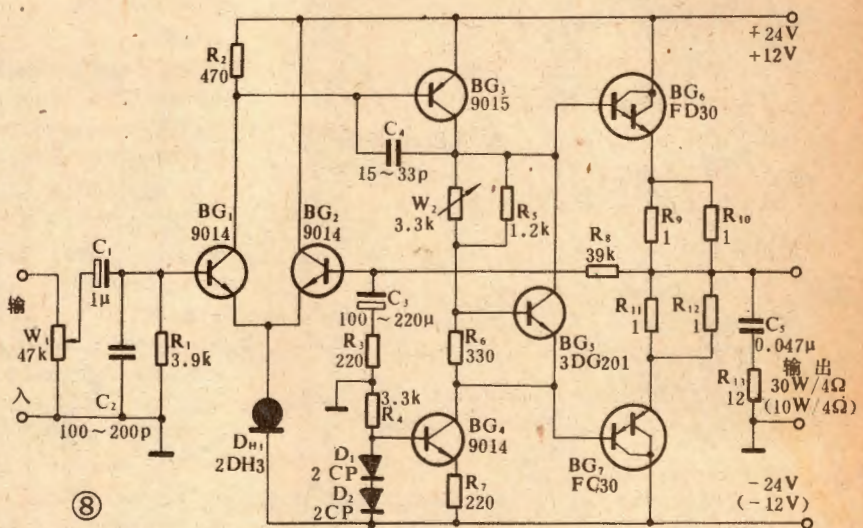 R₂
470
BG₃
9015
+24V
+12V
BG₆
FD30
C₄
15~33p
W₂
3.3k
R₅
1.2k
R₉
1
R₁₀
1
BG₁
9014
BG₂
9014
R₈
39k
C₁
1μ
输
W₁
47k
入
R₁
3.9k
C₂
100~200p
C₃
100~220μ
R₃
220
3.3k
R₄
R₆
330
BG₅
3DG201
R₁₁
1
R₁₂
1
C₅
0.047μ
输出
30W/4Ω
(10W/4Ω)
R₁₃
12
DH₁
2DH3
D₁
2CP
D₂
2CP
BG₄
9014
R₇
220
BG₇
FC30
-24V
(-12V)
⑧